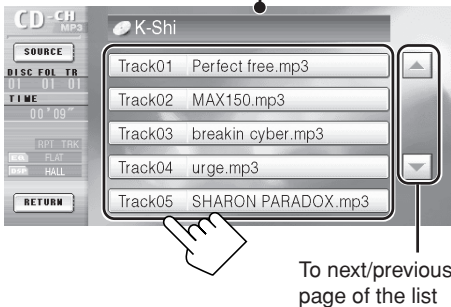 CD-CH
MP3
K-Shi
SOURCE
DISC FOL TR
01 01 01
TIME
00'09"
RPT TRK
EQ FLAT
DSP HALL
RETURN
Track01 Perfect free.mp3
Track02 MAX150.mp3
Track03 breakin cyber.mp3
Track04 urge.mp3
Track05 SHARON PARADOX.mp3
To next/previous
page of the list